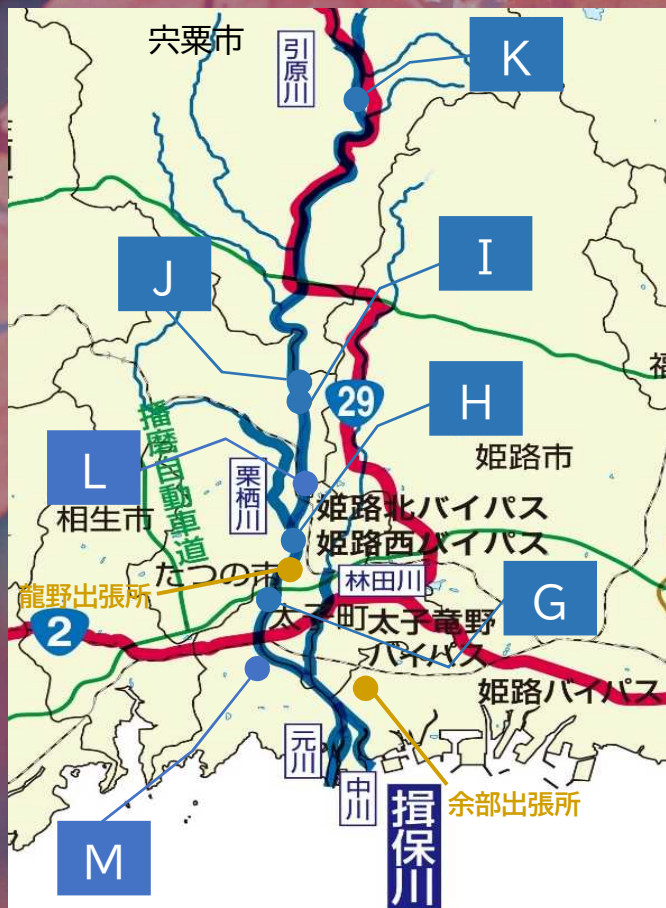 宍粟市
引原川
K
I
J
29
H
播磨自動車道
L
姫路市
栗栖川
相生市
姫路北バイパス
姫路西バイパス
たつの市
林田川
龍野出張所
G
2
太子町
太子竜野
バイパス
姫路バイパス
元川
中川
余部出張所
揖保川
M